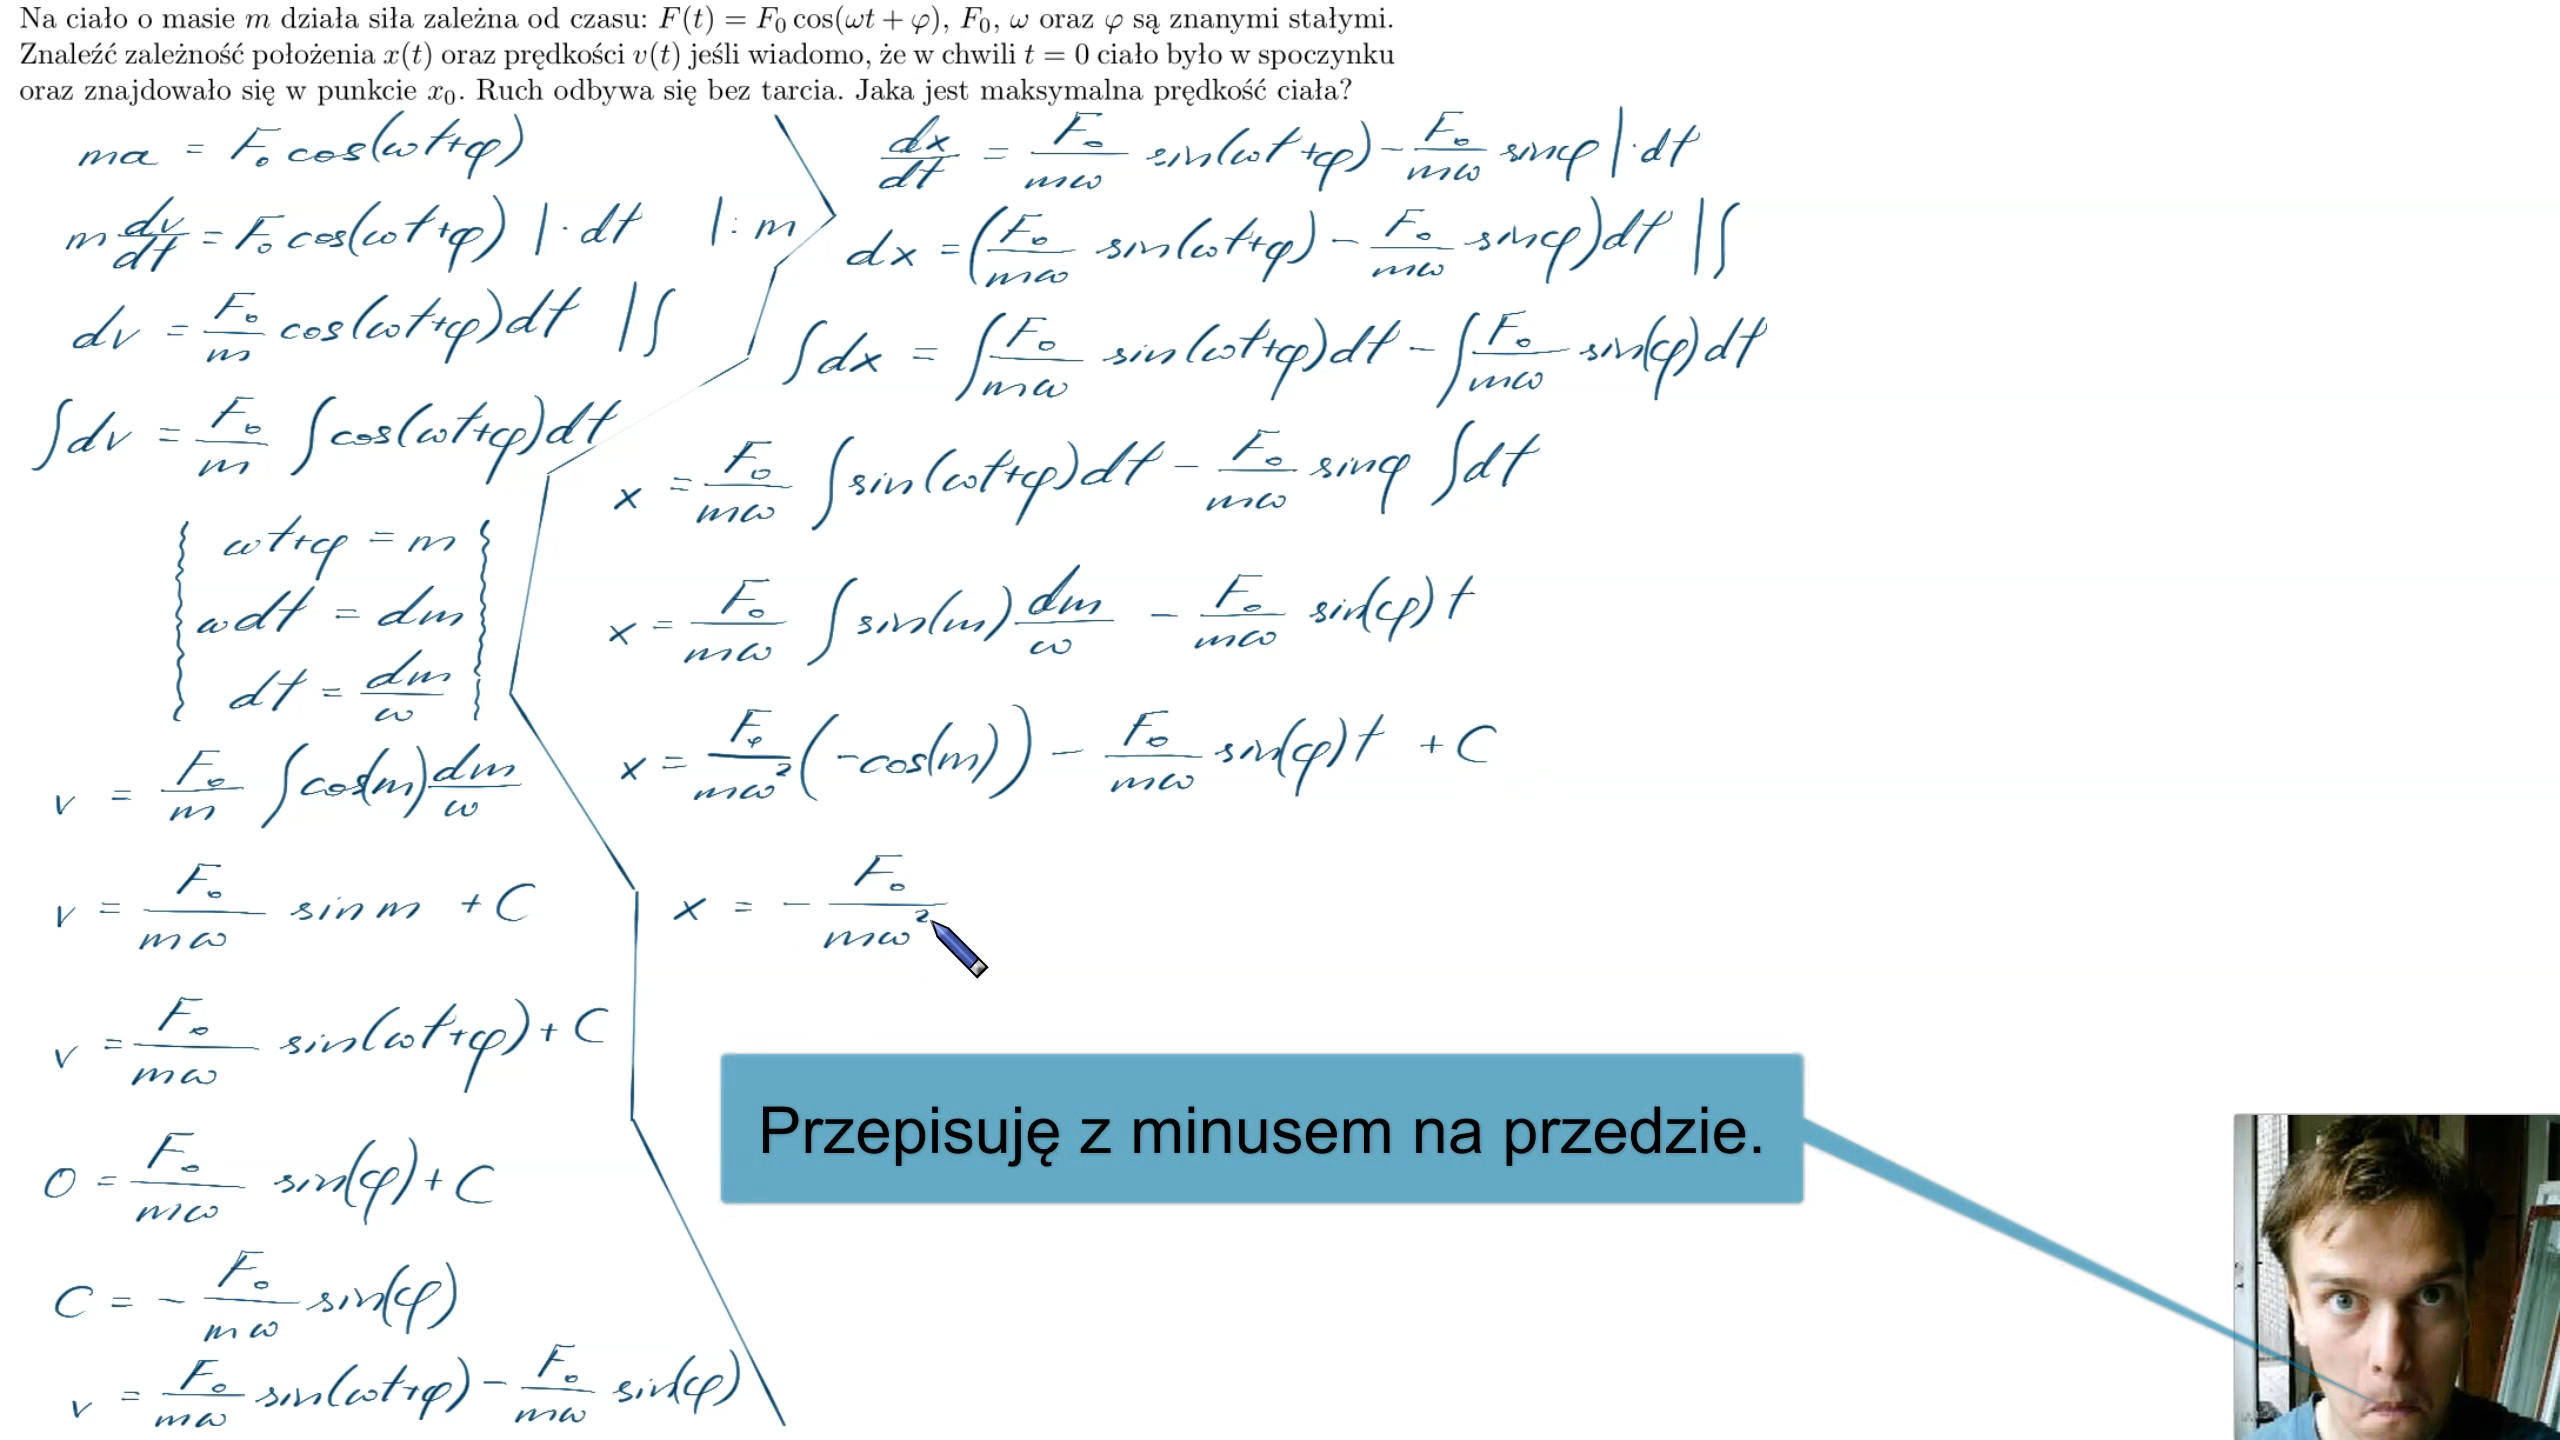 Na ciało o masie m działa siła zależna od czasu: F(t) = F₀ cos(ωt + φ), F₀, ω oraz φ są znanymi stałymi.
Znaleźć zależność położenia x(t) oraz prędkości v(t) jeśli wiadomo, że w chwili t = 0 ciało było w spoczynku
oraz znajdowało się w punkcie x₀. Ruch odbywa się bez tarcia. Jaka jest maksymalna prędkość ciała?
ma = F₀ cos(ωt+φ)
m dv/dt = F₀ cos(ωt+φ) | · dt | : m
dv = F₀/m cos(ωt+φ)dt | ∫
∫dv = F₀/m ∫cos(ωt+φ)dt
ωt+φ = m
ωdt = dm
dt = dm/ω
v = F₀/m ∫cos(m) dm/ω
v = F₀/mω sin m + C
v = F₀/mω sin(ωt+φ) + C
0 = F₀/mω sin(φ) + C
C = - F₀/mω sin(φ)
v = F₀/mω sin(ωt+φ) - F₀/mω sin(φ)
dx/dt = F₀/mω sin(ωt+φ) - F₀/mω sinφ | · dt
dx = (F₀/mω sin(ωt+φ) - F₀/mω sinφ)dt | ∫
∫dx = ∫F₀/mω sin(ωt+φ)dt - ∫F₀/mω sin(φ)dt
x = F₀/mω ∫sin(ωt+φ)dt - F₀/mω sinφ ∫dt
x = F₀/mω ∫sin(m) dm/ω - F₀/mω sin(φ)t
x = F₀/mω² (-cos(m)) - F₀/mω sin(φ)t + C
x = - F₀/mω²
Przepisuję z minusem na przedzie.